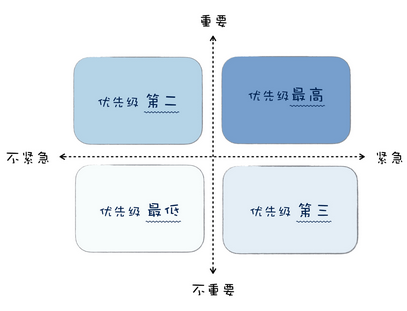 重要
优先级 第二
优先级 最高
不紧急
紧急
优先级 最低
优先级 第三
不重要